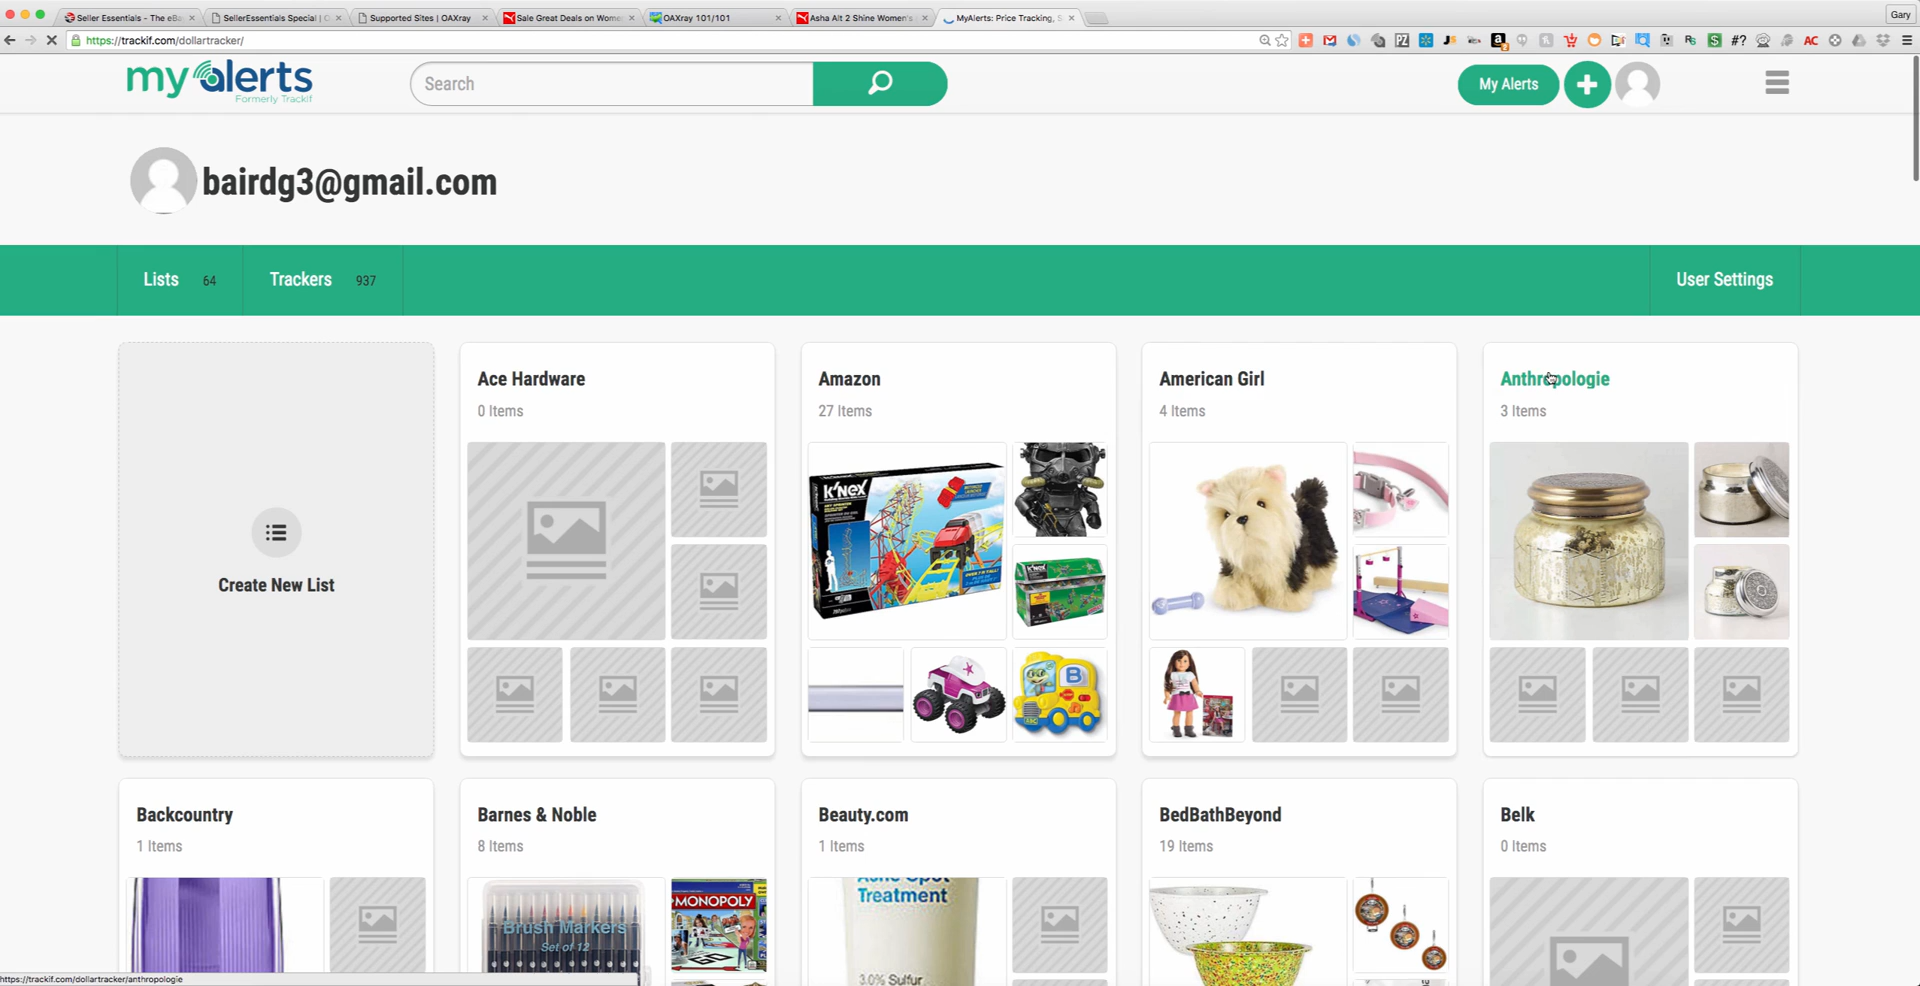 Seller Essentials - The eBa
SellerEssentials Special | O
Supported Sites | OAXray
Sale Great Deals on Wome
OAXray 101/101
Asha Alt 2 Shine Women's
MyAlerts: Price Tracking, S
Gary
https://trackif.com/dollartracker/
my alerts
Formerly TrackIf
Search
My Alerts
bairdg3@gmail.com
Lists 64
Trackers 937
User Settings
Create New List
Ace Hardware
0 Items
Amazon
27 Items
K'NEX
American Girl
4 Items
Anthropologie
3 Items
B
Backcountry
1 Items
Barnes & Noble
8 Items
Brush Markers
Set of 12
MONOPOLY
Beauty.com
1 Items
Treatment
3.0% Sulfur
BedBathBeyond
19 Items
Belk
0 Items
https://trackif.com/dollartracker/anthropologie